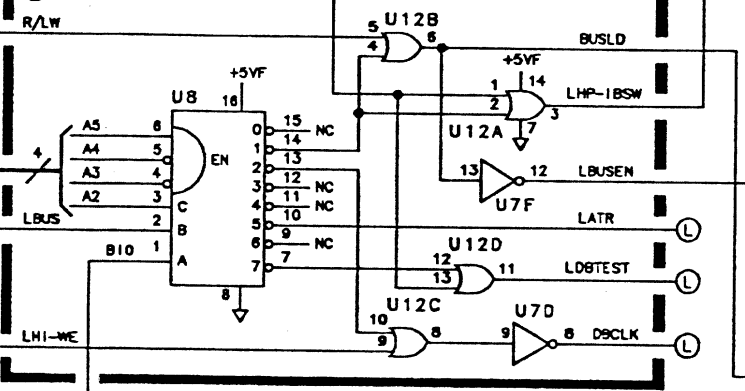 R/LW
5 U12B
4 6
BUSLD
+5VF
+5VF
14
U8
16
1
LHP-IBSW
2
3
A5 6
0 15 NC
U12A
7
1 14
A4 5
EN
2 13
4
A3 4
3 12 NC
13 12
LBUSEN
A2 3
C
4 11 NC
U7F
LBUS 2
B
5 10
LATR
L
BIO 1
A
6 9 NC
U12D
7 7
12
11
LDBTEST
L
13
8
U12C
U7D
10
LHI-WE
9
8
9
8
DBCLK
L